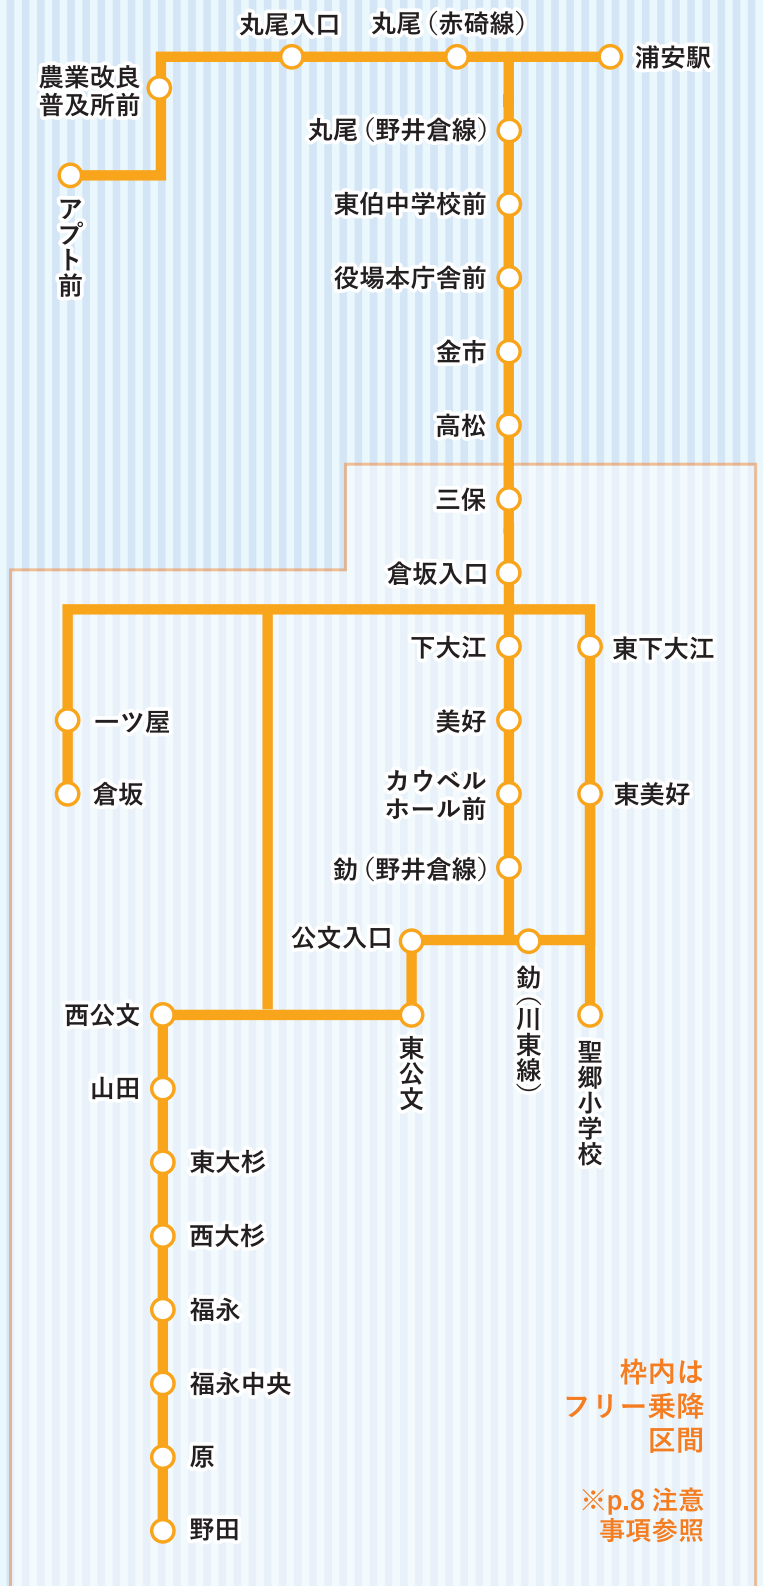 丸尾入口
丸尾（赤碕線）
浦安駅
農業改良
普及所前
アプト前
丸尾（野井倉線）
東伯中学校前
役場本庁舎前
金市
高松
三保
倉坂入口
下大江
東下大江
一ツ屋
美好
倉坂
カウベル
ホール前
東美好
釛（野井倉線）
公文入口
釛（川東線）
西公文
東公文
聖郷小学校
山田
東大杉
西大杉
福永
福永中央
原
野田
枠内は
フリー乗降
区間
※p.8 注意
事項参照